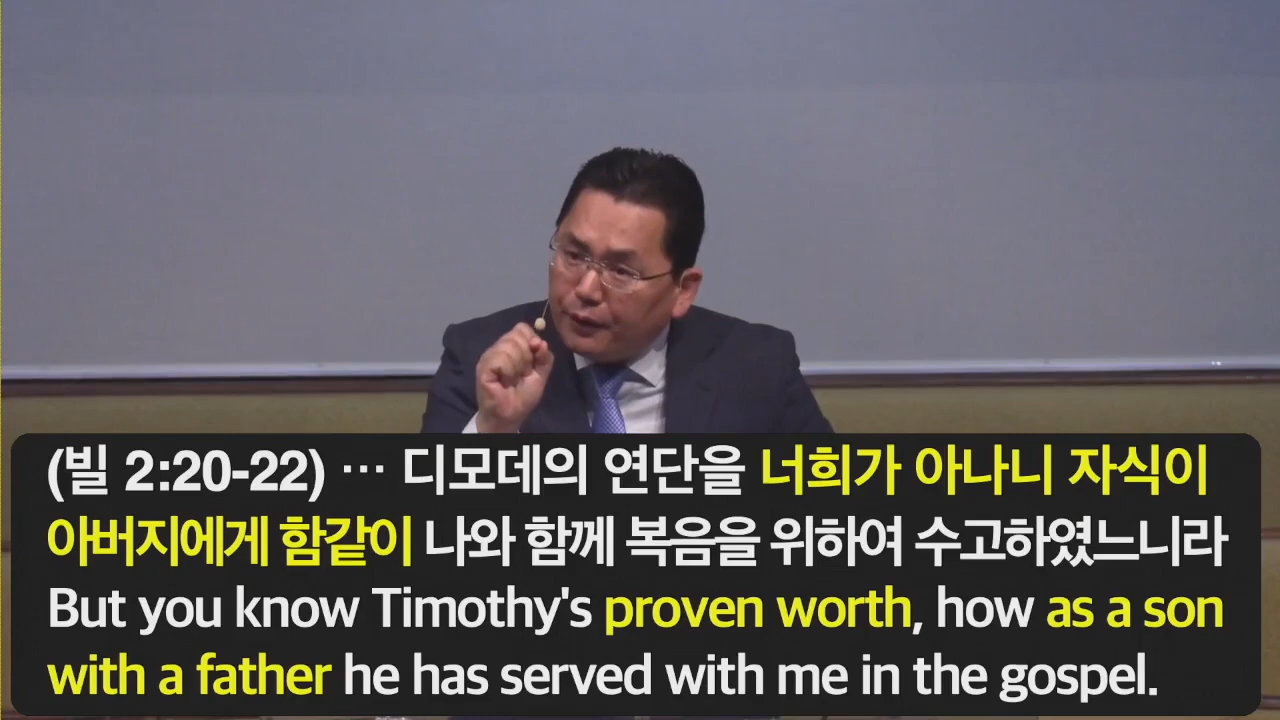 (빌 2:20-22) … 디모데의 연단을 너희가 아나니 자식이
아버지에게 함같이 나와 함께 복음을 위하여 수고하였느니라
But you know Timothy's proven worth, how as a son
with a father he has served with me in the gospel.